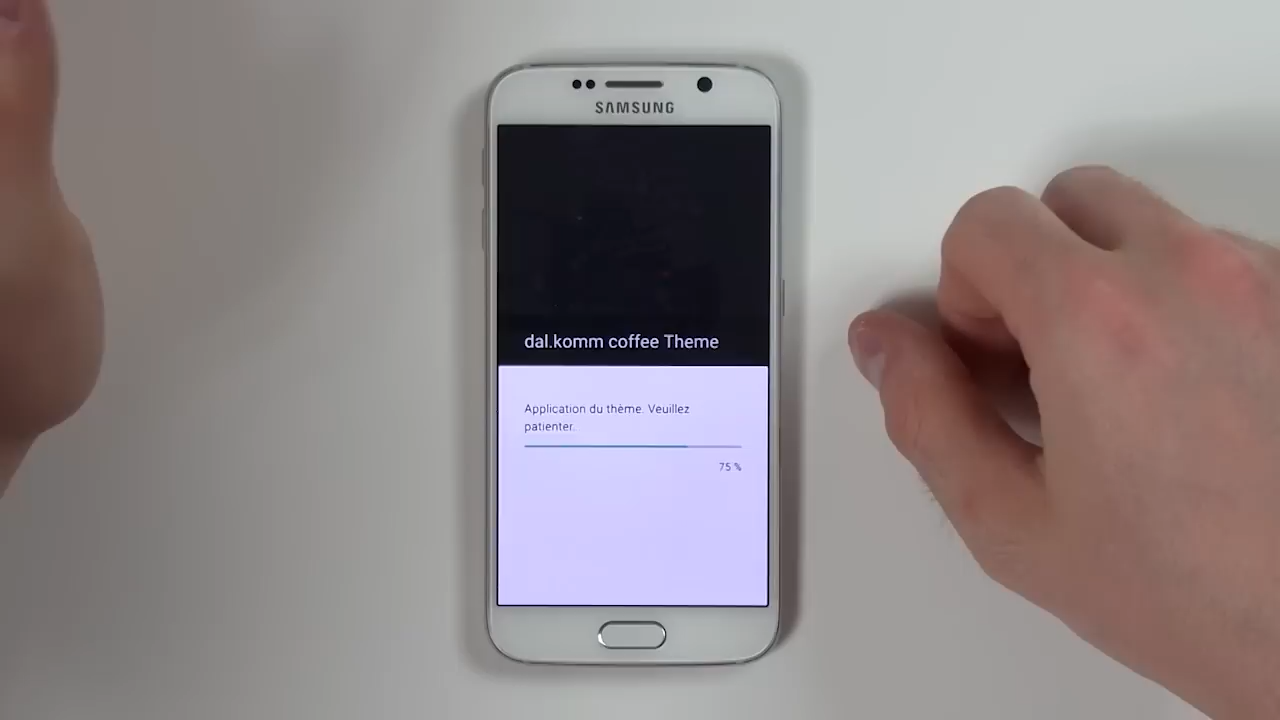 SAMSUNG
dal.komm coffee Theme
Application du thème. Veuillez
patienter.
75 %